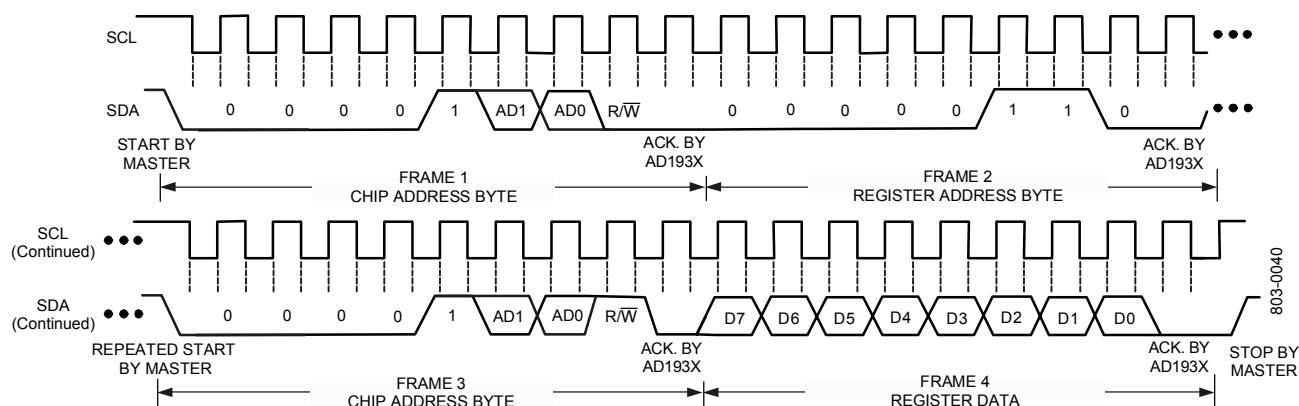 SCL
SDA 0 0 0 0 1 AD1 AD0 R/W̅ 0 0 0 0 0 1 1 0
START BY
MASTER
ACK. BY
AD193X
ACK. BY
AD193X
FRAME 1
CHIP ADDRESS BYTE
FRAME 2
REGISTER ADDRESS BYTE
SCL
(Continued)
SDA
(Continued)
0 0 0 0 1 AD1 AD0 R/W̅ D7 D6 D5 D4 D3 D2 D1 D0
REPEATED START
BY MASTER
ACK. BY
AD193X
ACK. BY
AD193X
STOP BY
MASTER
FRAME 3
CHIP ADDRESS BYTE
FRAME 4
REGISTER DATA
803-0040